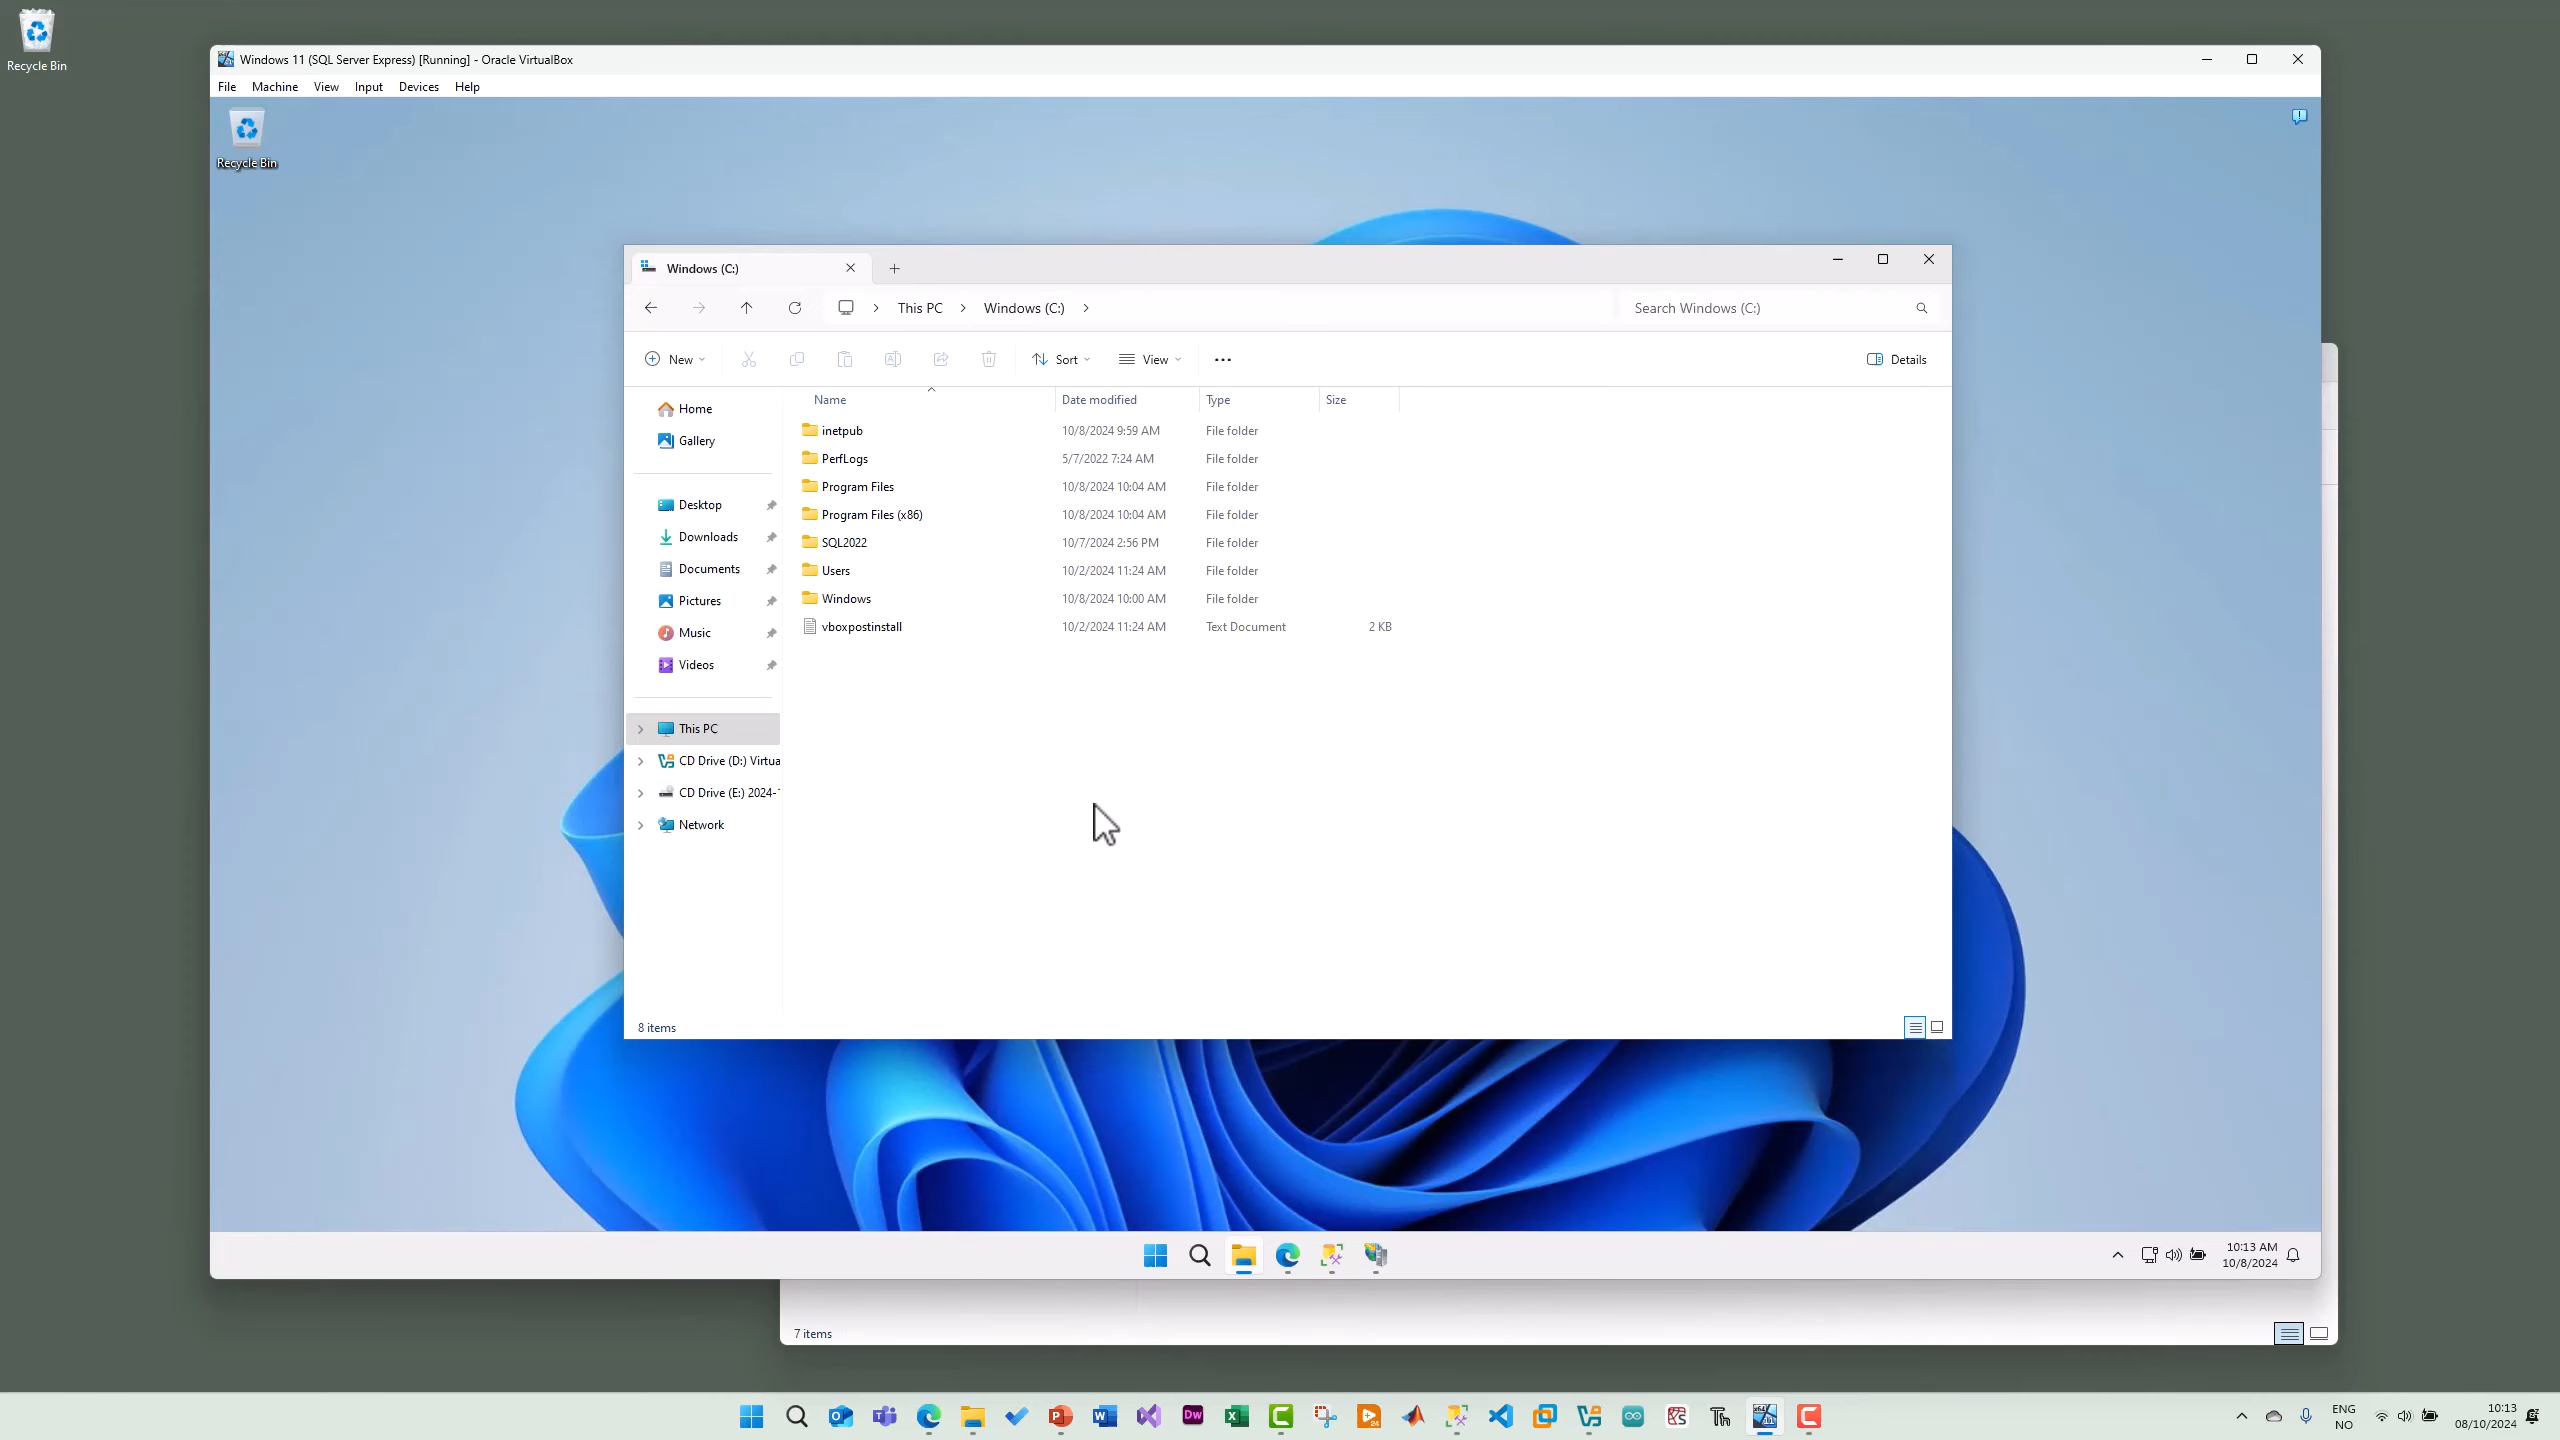 Recycle Bin
Windows 11 (SQL Server Express) [Running] - Oracle VirtualBox
File Machine View Input Devices Help
Recycle Bin
Windows (C:)
This PC Windows (C:) Search Windows (C:)
New Sort View Details
Name Date modified Type Size
Home
Gallery
Desktop
Downloads
Documents
Pictures
Music
Videos
This PC
CD Drive (D:) Virtua
CD Drive (E:) 2024-
Network
inetpub 10/8/2024 9:59 AM File folder
PerfLogs 5/7/2022 7:24 AM File folder
Program Files 10/8/2024 10:04 AM File folder
Program Files (x86) 10/8/2024 10:04 AM File folder
SQL2022 10/7/2024 2:56 PM File folder
Users 10/2/2024 11:24 AM File folder
Windows 10/8/2024 10:00 AM File folder
vboxpostinstall 10/2/2024 11:24 AM Text Document 2 KB
8 items
10:13 AM
10/8/2024
7 items
ENG
NO
10:13
08/10/2024